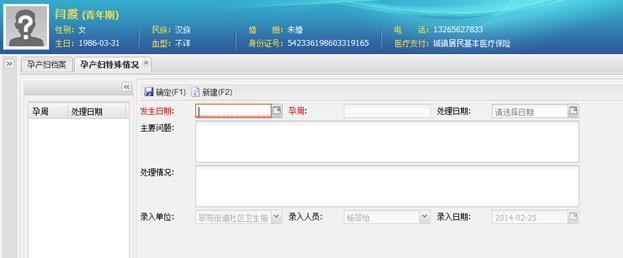 闫霞 (青年期)
性别: 女 民族: 汉族 婚 姻: 未婚 电 话: 13265627833
生日: 1986-03-31 血型: 不详 身份证号: 542336198603319165 医疗支付: 城镇居民基本医疗保险
孕产妇档案 孕产妇特殊情况
确定(F1) 新建(F2)
孕周 处理日期
发生日期: 孕周: 处理日期: 请选择日期
主要问题:
处理情况:
录入单位: 翠苑街道社区卫生服 录入人员: 杨翠怡 录入日期: 2014-02-25